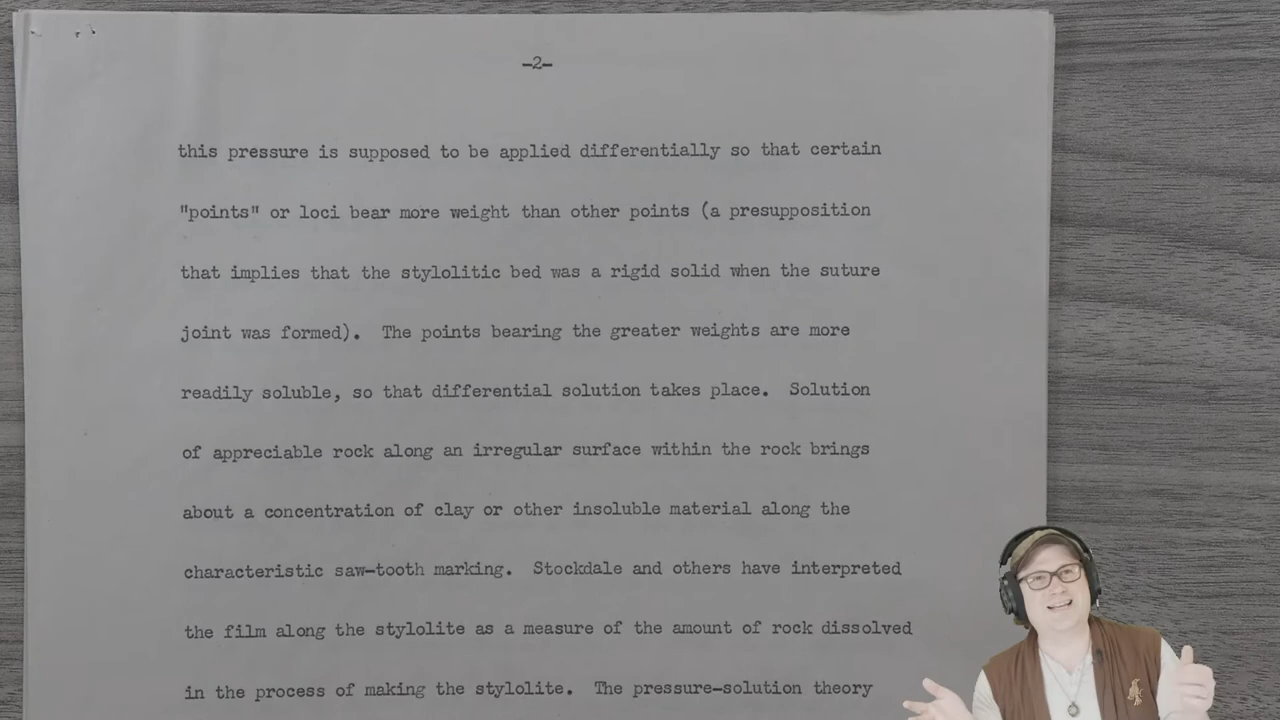 -2-
this pressure is supposed to be applied differentially so that certain
"points" or loci bear more weight than other points (a presupposition
that implies that the stylolitic bed was a rigid solid when the suture
joint was formed). The points bearing the greater weights are more
readily soluble, so that differential solution takes place. Solution
of appreciable rock along an irregular surface within the rock brings
about a concentration of clay or other insoluble material along the
characteristic saw-tooth marking. Stockdale and others have interpreted
the film along the stylolite as a measure of the amount of rock dissolved
in the process of making the stylolite. The pressure-solution theory